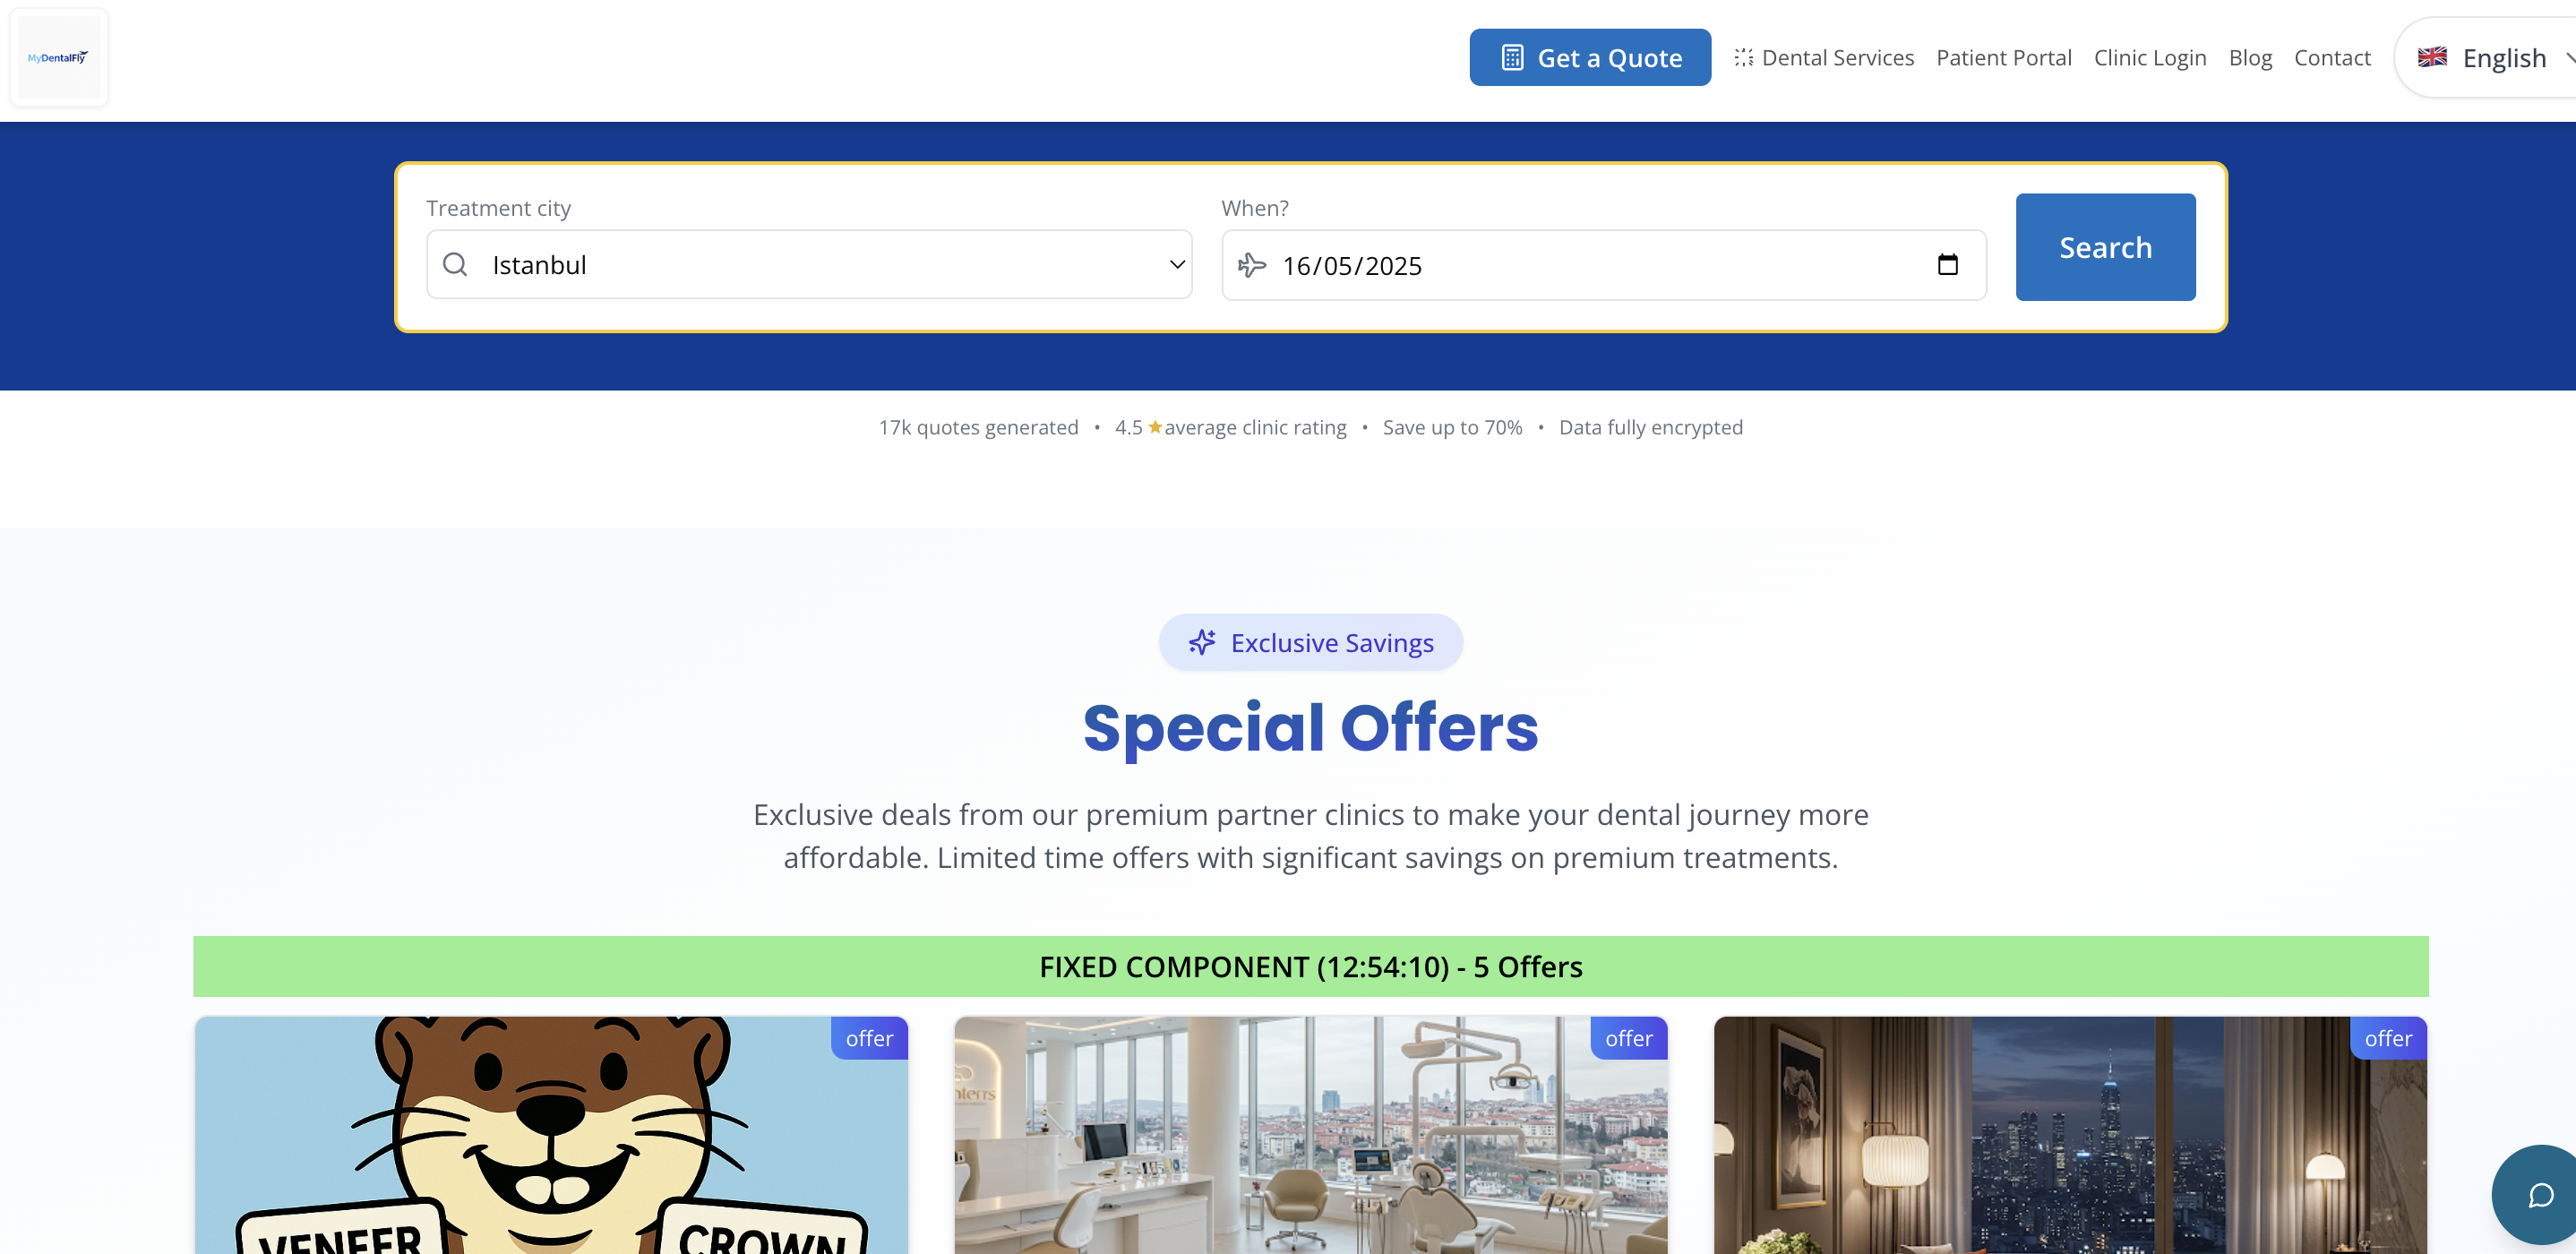 MyDentalFly
Get a Quote
Dental Services
Patient Portal
Clinic Login
Blog
Contact
English
Treatment city
Istanbul
When?
16/05/2025
Search
17k quotes generated • 4.5 ★ average clinic rating • Save up to 70% • Data fully encrypted
Exclusive Savings
Special Offers
Exclusive deals from our premium partner clinics to make your dental journey more
affordable. Limited time offers with significant savings on premium treatments.
FIXED COMPONENT (12:54:10) - 5 Offers
offer
offer
offer
VENEER
CROWN